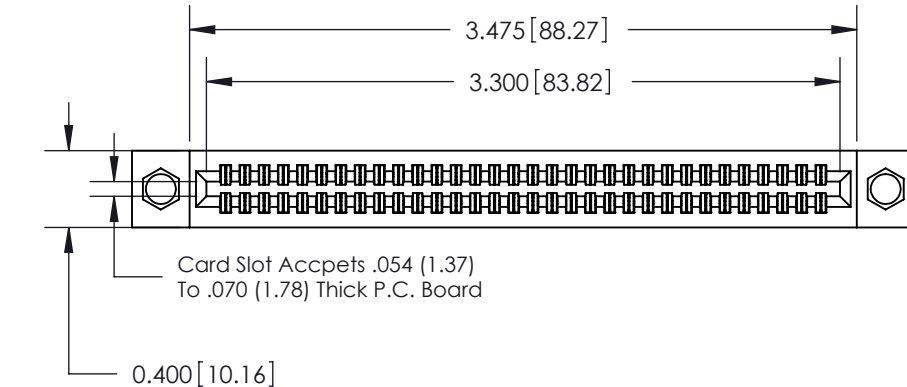 3.475[88.27]
3.300[83.82]
Card Slot Accpets .054 (1.37)
To .070 (1.78) Thick P.C. Board
0.400[10.16]